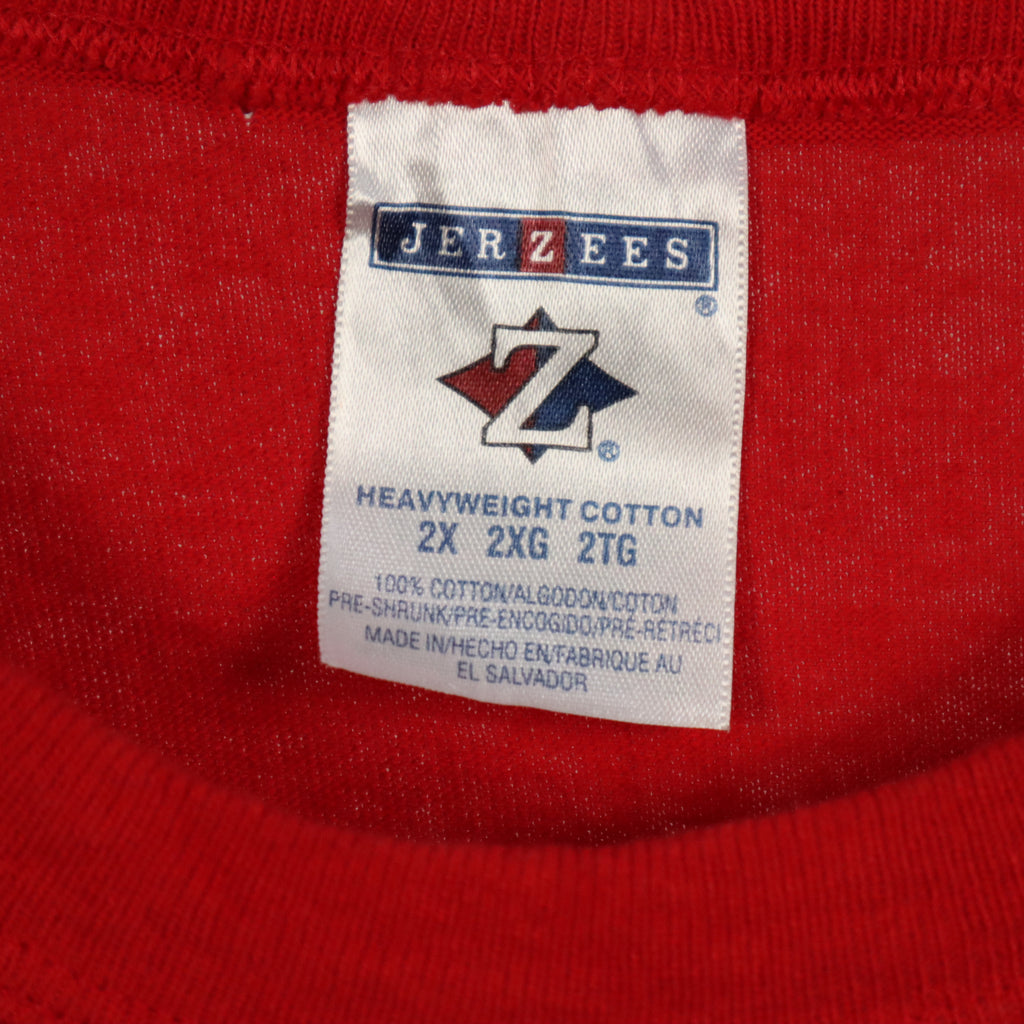 JERZEES®
Z®
HEAVYWEIGHT COTTON
2X 2XG 2TG
100% COTTON/ALGODON/COTON
PRE-SHRUNK/PRE-ENCOGIDO/PRÉ-RETRÉCI
MADE IN/HECHO EN/FABRIQUE AU
EL SALVADOR